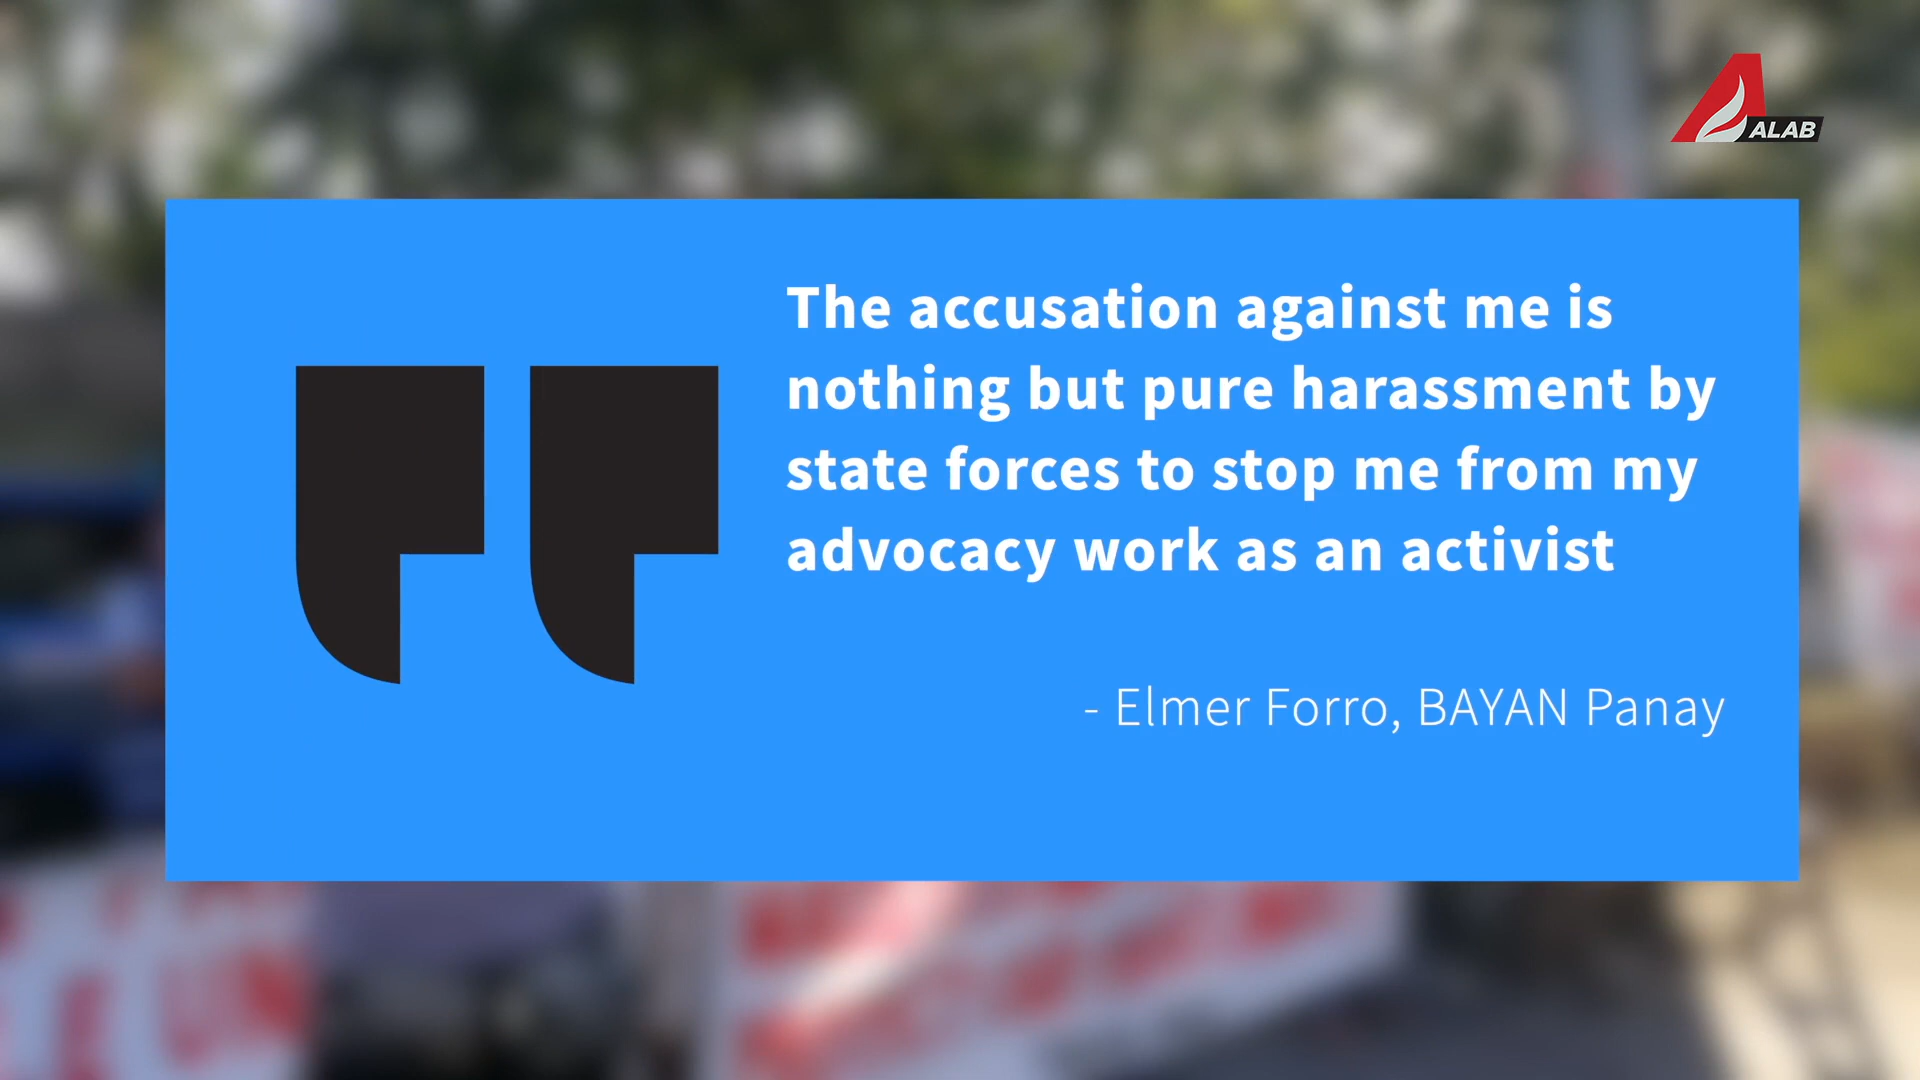 ALAB
The accusation against me is
nothing but pure harassment by
state forces to stop me from my
advocacy work as an activist
- Elmer Forro, BAYAN Panay